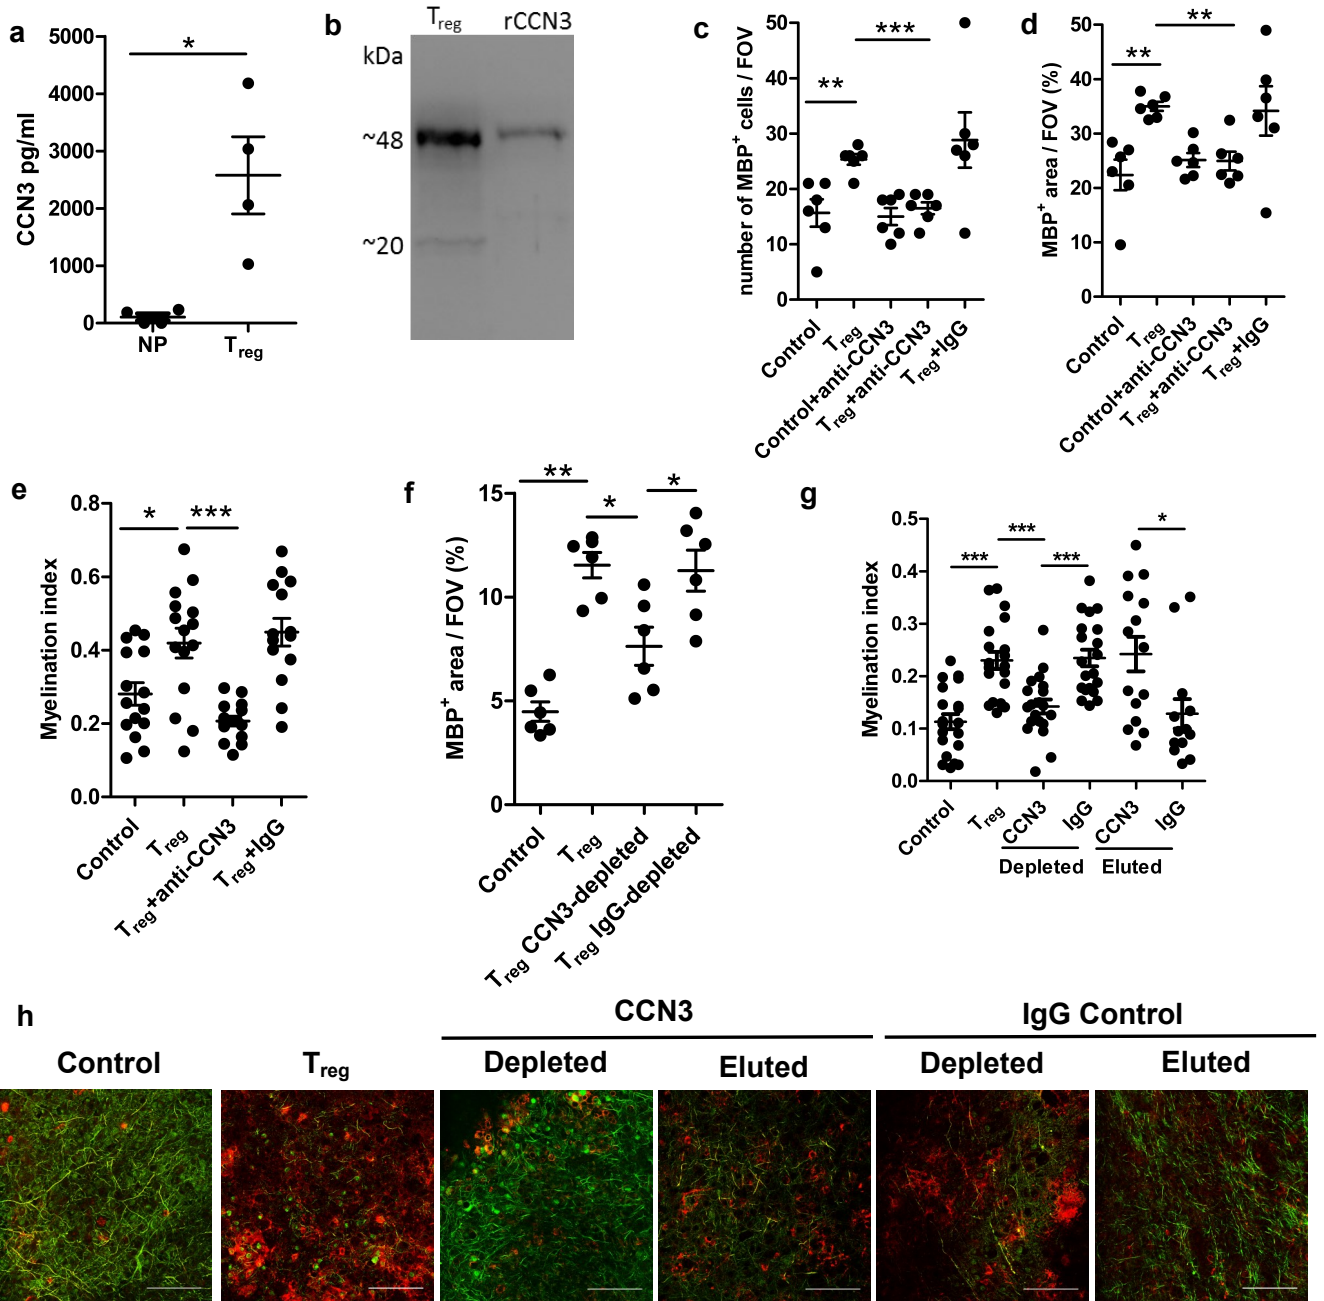 a
CCN3 pg/ml
5000
4000
3000
2000
1000
0
*
NP
Treg
b
Treg rCCN3
kDa
~48
~20
c
number of MBP+ cells / FOV
50
40
30
20
10
0
**
***
Control
Treg
Control+anti-CCN3
Treg+anti-CCN3
Treg+IgG
d
MBP+ area / FOV (%)
50
40
30
20
10
0
**
**
Control
Treg
Control+anti-CCN3
Treg+anti-CCN3
Treg+IgG
e
Myelination index
0.8
0.6
0.4
0.2
0.0
*
***
Control
Treg
Treg+anti-CCN3
Treg+IgG
f
MBP+ area / FOV (%)
15
10
5
0
**
*
*
Control
Treg
Treg CCN3-depleted
Treg IgG-depleted
g
Myelination index
0.5
0.4
0.3
0.2
0.1
0.0
***
***
***
*
Control
Treg
CCN3
IgG
CCN3
IgG
Depleted
Eluted
h
CCN3
IgG Control
Control
Treg
Depleted
Eluted
Depleted
Eluted